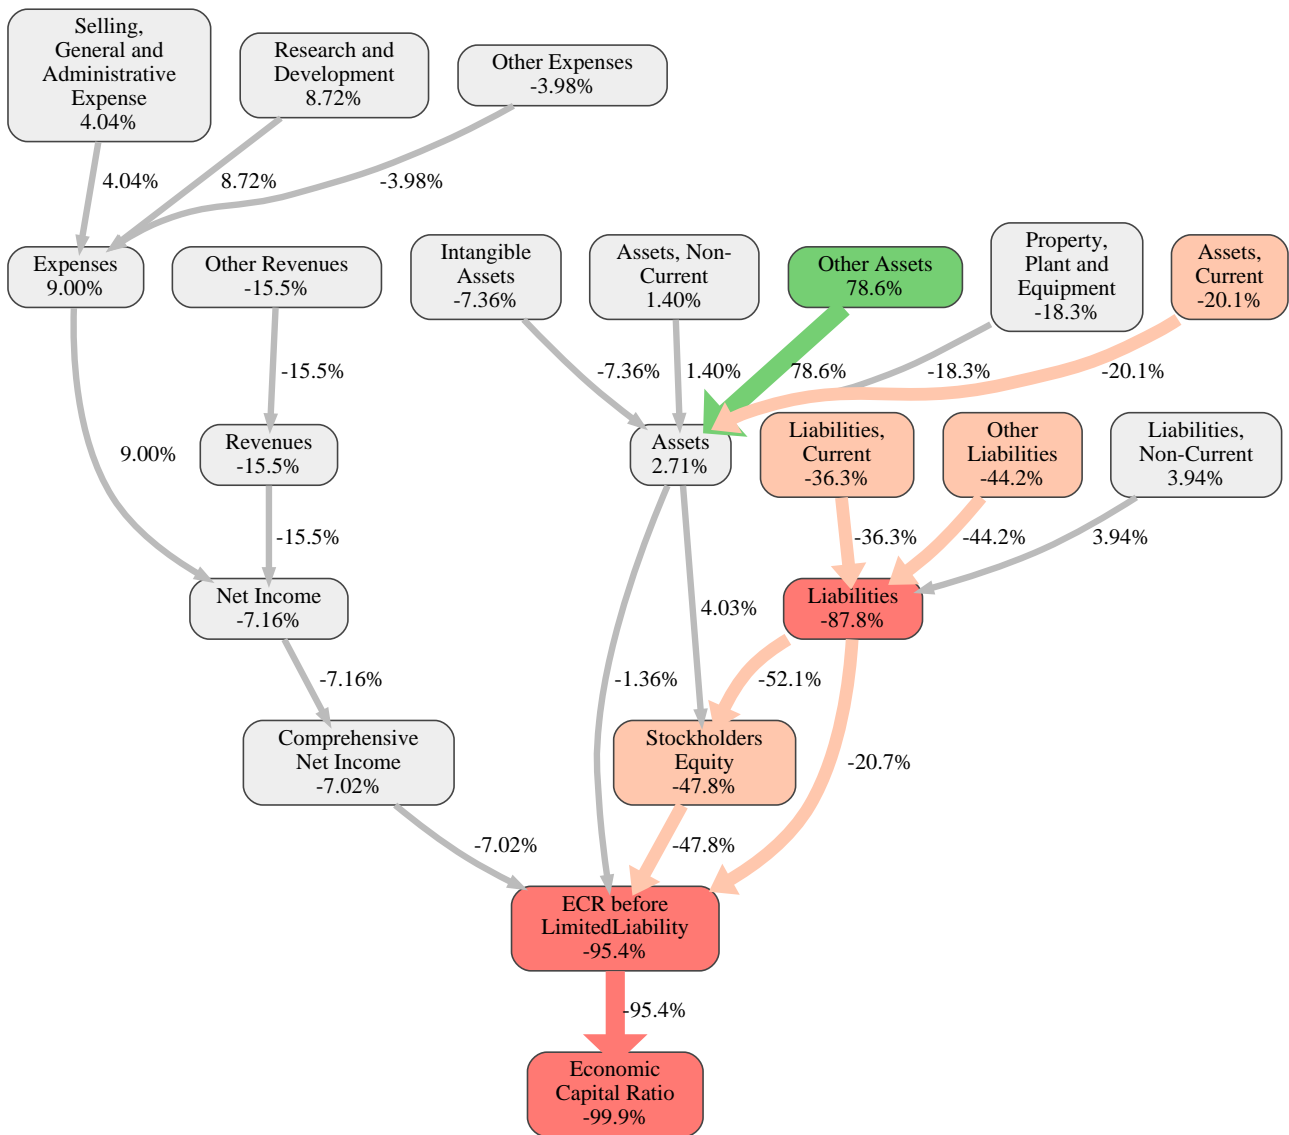 Selling,
General and
Administrative
Expense
4.04%
Research and
Development
8.72%
Other Expenses
-3.98%
4.04%
8.72%
-3.98%
Expenses
9.00%
Other Revenues
-15.5%
Intangible
Assets
-7.36%
Assets, Non-
Current
1.40%
Other Assets
78.6%
Property,
Plant and
Equipment
-18.3%
Assets,
Current
-20.1%
-15.5%
-7.36%
1.40%
78.6%
-18.3%
-20.1%
9.00%
Revenues
-15.5%
Assets
2.71%
Liabilities,
Current
-36.3%
Other
Liabilities
-44.2%
Liabilities,
Non-Current
3.94%
-15.5%
-36.3%
-44.2%
3.94%
Net Income
-7.16%
4.03%
Liabilities
-87.8%
-7.16%
-1.36%
-52.1%
Comprehensive
Net Income
-7.02%
Stockholders
Equity
-47.8%
-20.7%
-7.02%
-47.8%
ECR before
LimitedLiability
-95.4%
-95.4%
Economic
Capital Ratio
-99.9%